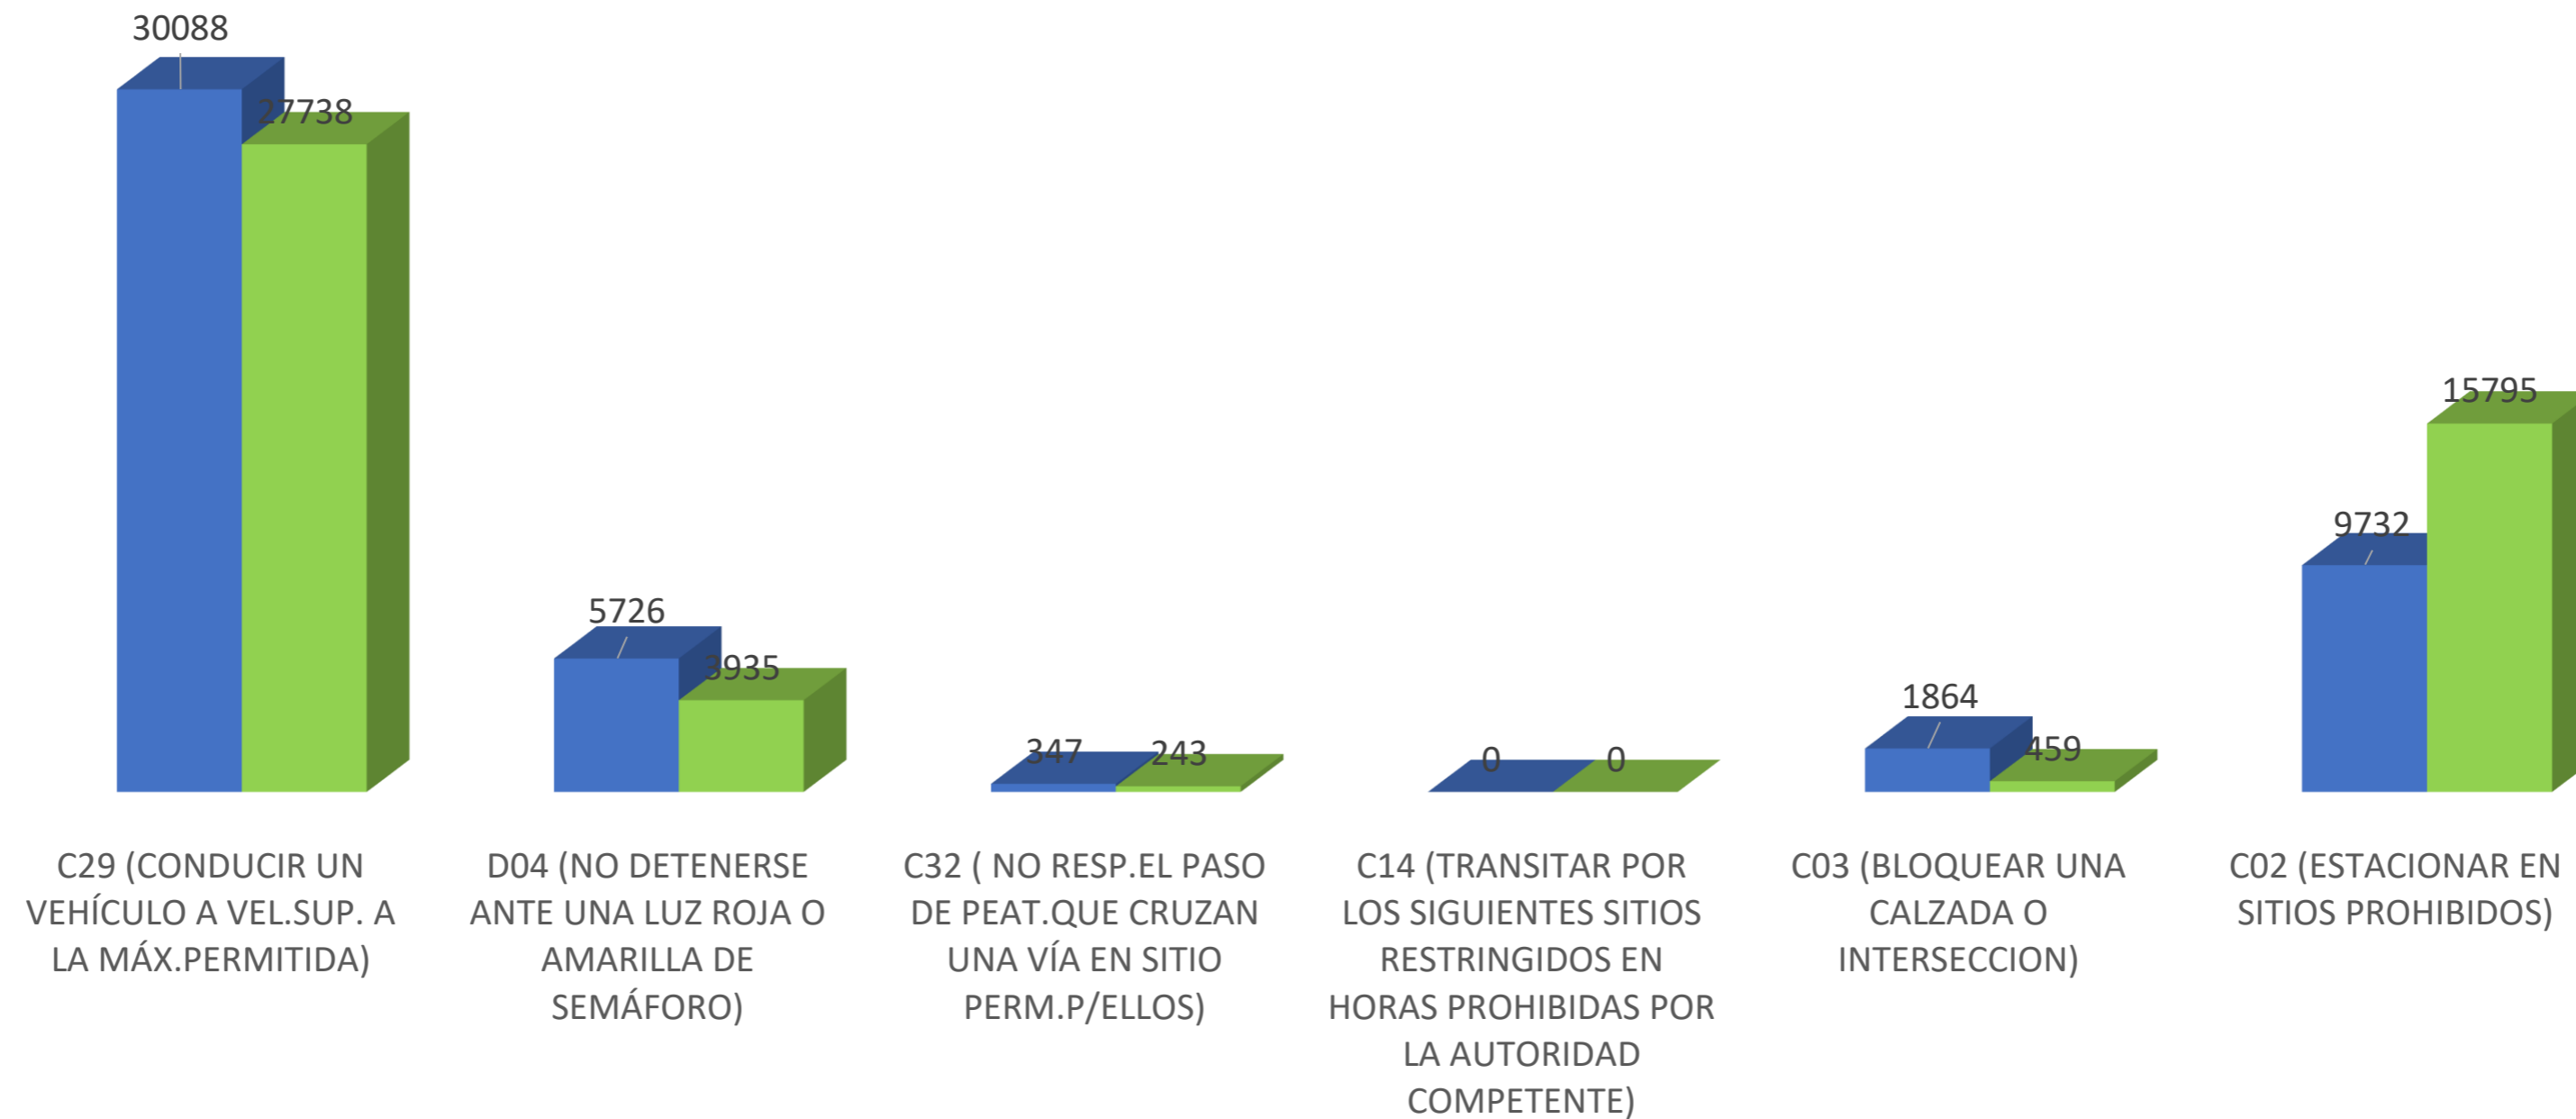 30088
27738
5726
3935
347
243
0
0
1864
459
9732
15795
C29 (CONDUCIR UN
VEHÍCULO A VEL.SUP. A
LA MÁX.PERMITIDA)
D04 (NO DETENERSE
ANTE UNA LUZ ROJA O
AMARILLA DE
SEMÁFORO)
C32 ( NO RESP.EL PASO
DE PEAT.QUE CRUZAN
UNA VÍA EN SITIO
PERM.P/ELLOS)
C14 (TRANSITAR POR
LOS SIGUIENTES SITIOS
RESTRINGIDOS EN
HORAS PROHIBIDAS POR
LA AUTORIDAD
COMPETENTE)
C03 (BLOQUEAR UNA
CALZADA O
INTERSECCION)
C02 (ESTACIONAR EN
SITIOS PROHIBIDOS)